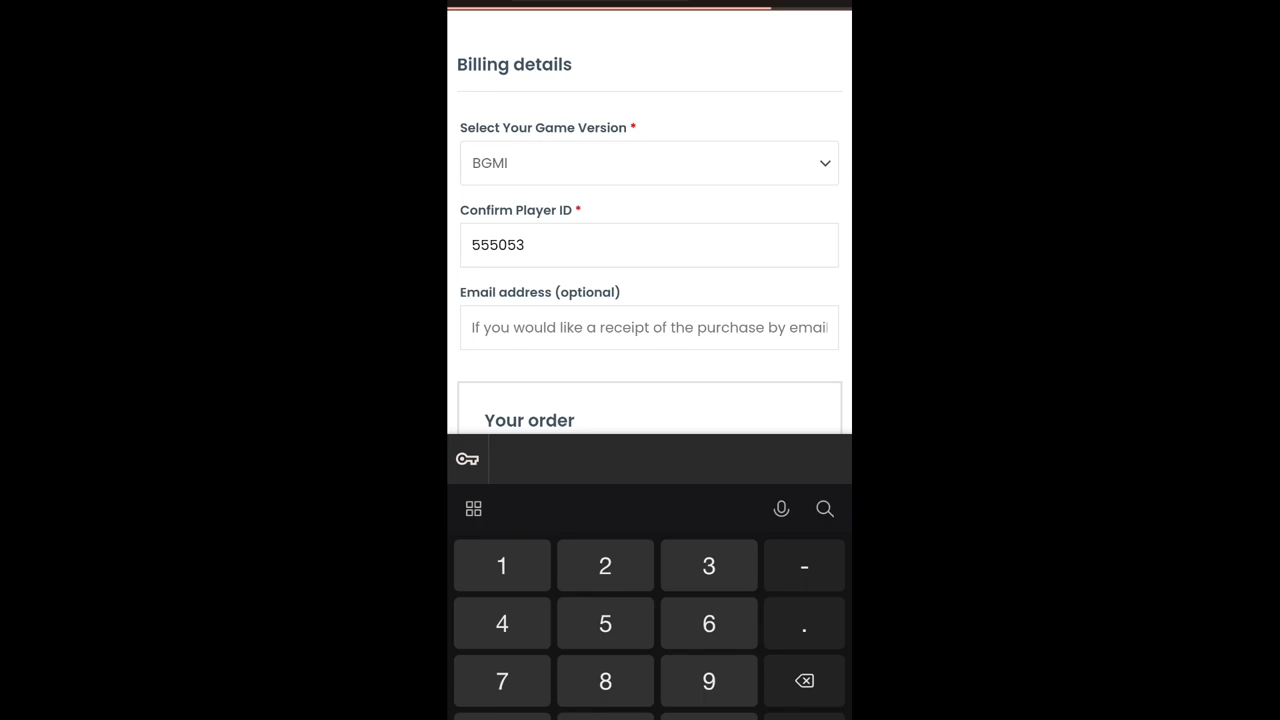 Billing details
Select Your Game Version *
BGMI
Confirm Player ID *
555053
Email address (optional)
If you would like a receipt of the purchase by email
Your order
1 2 3 -
4 5 6 .
7 8 9